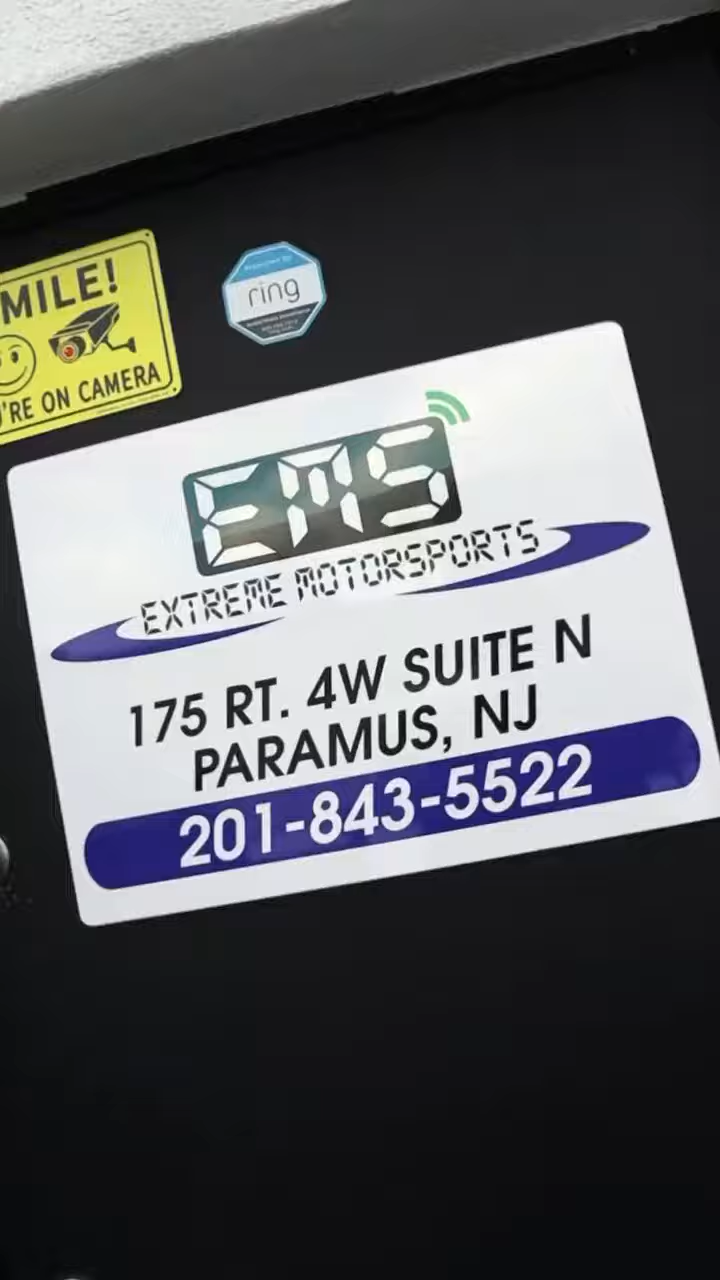 MILE!
'RE ON CAMERA
ring
EMS
EXTREME MOTORSPORTS
175 RT. 4W SUITE N
PARAMUS, NJ
201-843-5522